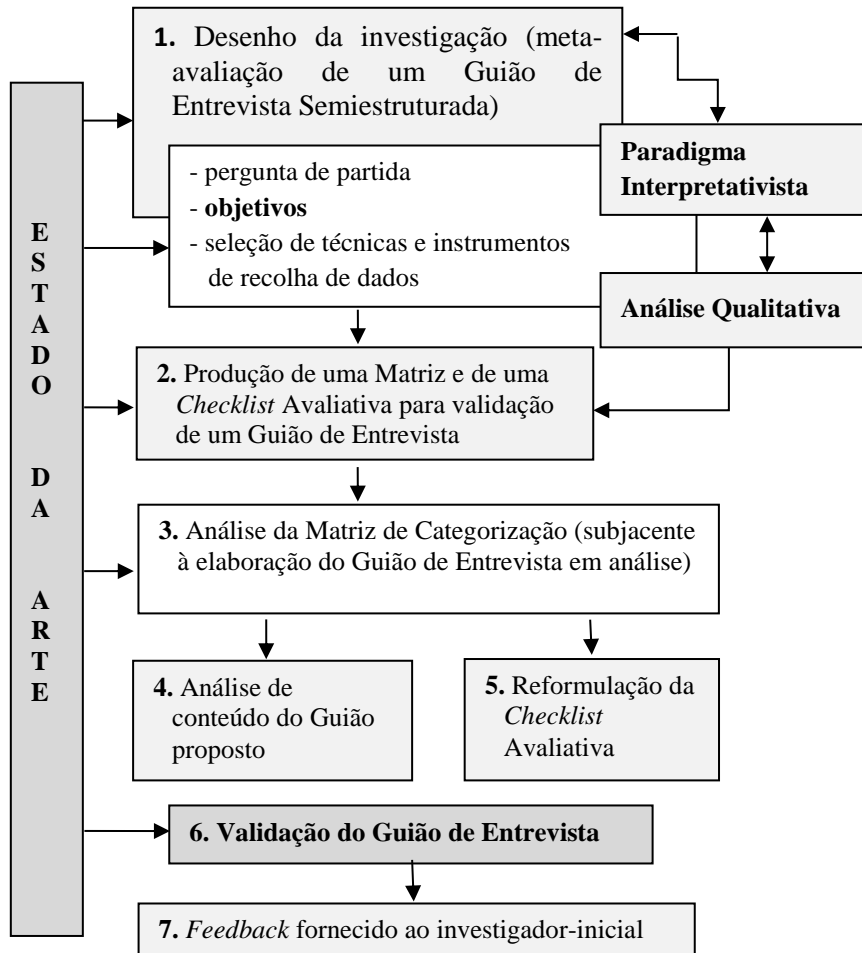 1. Desenho da investigação (meta-
avaliação de um Guião de
Entrevista Semiestruturada)
Paradigma
Interpretativista
- pergunta de partida
- objetivos
- seleção de técnicas e instrumentos
de recolha de dados
Análise Qualitativa
ESTADO
DA
ARTE
2. Produção de uma Matriz e de uma
Checklist Avaliativa para validação
de um Guião de Entrevista
3. Análise da Matriz de Categorização (subjacente
à elaboração do Guião de Entrevista em análise)
4. Análise de
conteúdo do Guião
proposto
5. Reformulação da
Checklist
Avaliativa
6. Validação do Guião de Entrevista
7. Feedback fornecido ao investigador-inicial